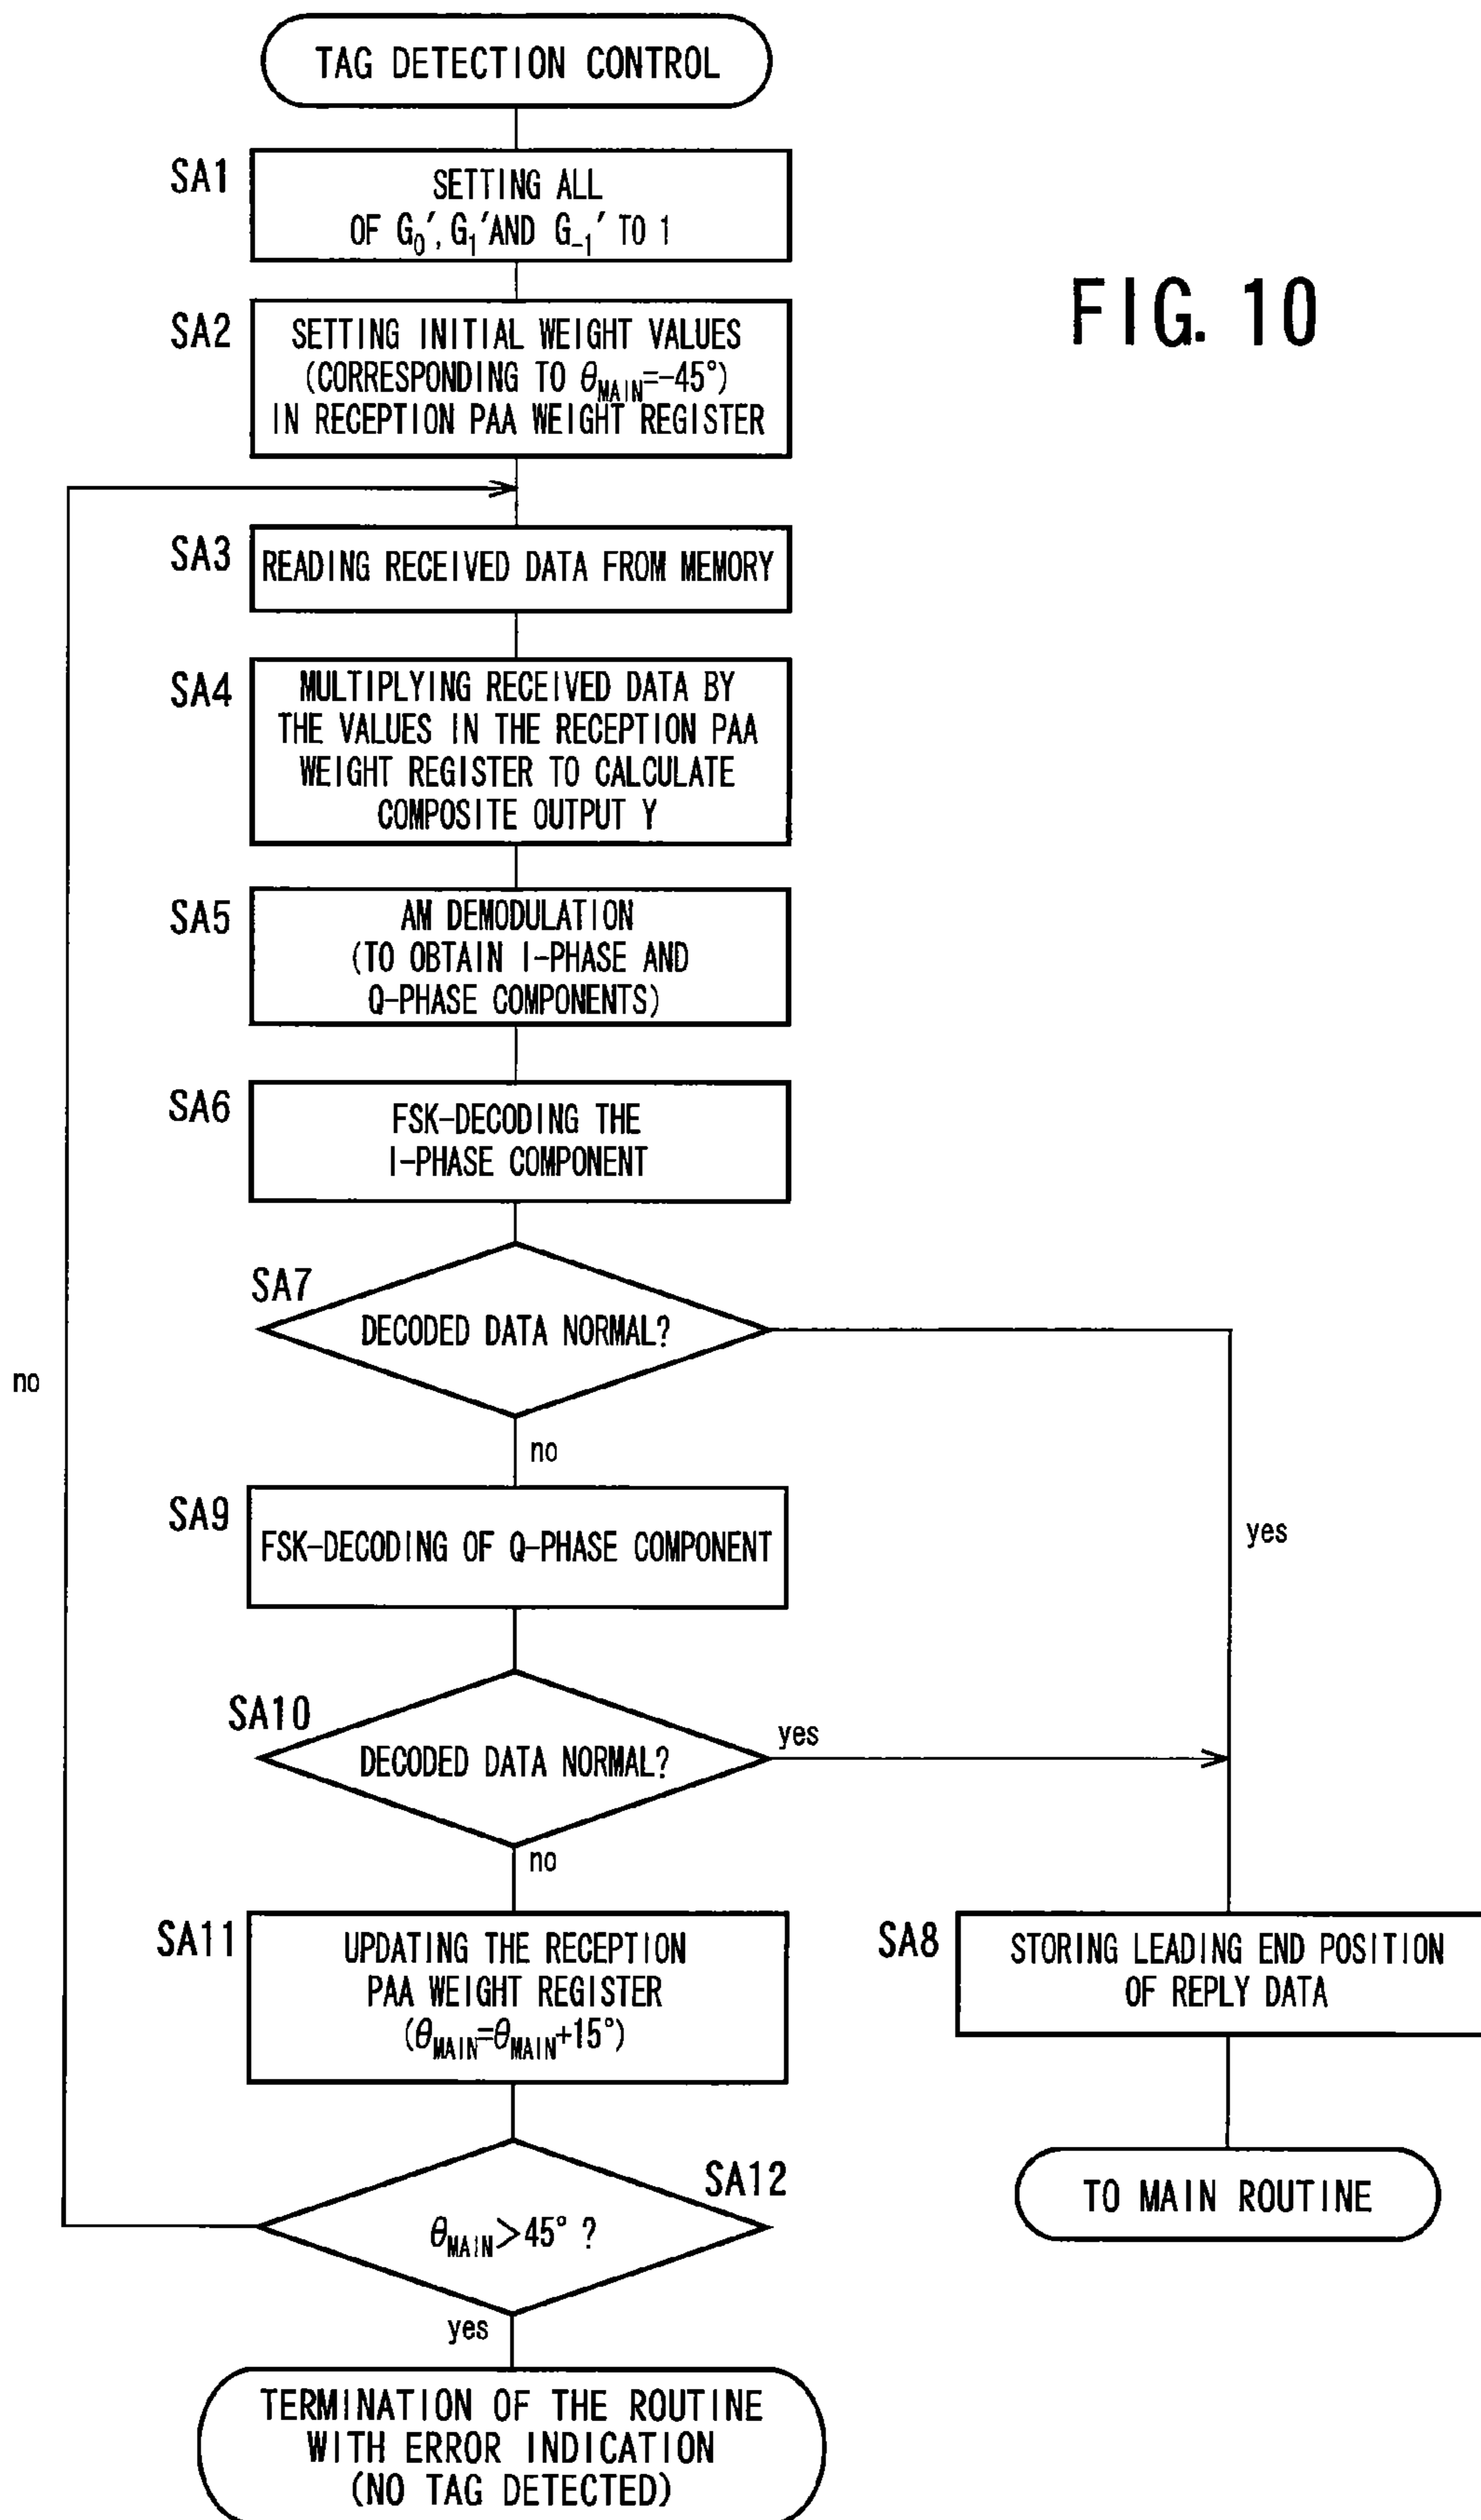 TAG DETECTION CONTROL
SA1
SETTING ALL
OF G₀′, G₁′ AND G₋₁′ TO 1
FIG. 10
SA2
SETTING INITIAL WEIGHT VALUES
(CORRESPONDING TO θMAIN=-45°)
IN RECEPTION PAA WEIGHT REGISTER
SA3
READING RECEIVED DATA FROM MEMORY
SA4
MULTIPLYING RECEIVED DATA BY
THE VALUES IN THE RECEPTION PAA
WEIGHT REGISTER TO CALCULATE
COMPOSITE OUTPUT Y
SA5
AM DEMODULATION
(TO OBTAIN I-PHASE AND
Q-PHASE COMPONENTS)
SA6
FSK-DECODING THE
I-PHASE COMPONENT
SA7
DECODED DATA NORMAL?
no
no
SA9
FSK-DECODING OF Q-PHASE COMPONENT
yes
SA10
DECODED DATA NORMAL?
yes
no
SA11
UPDATING THE RECEPTION
PAA WEIGHT REGISTER
(θMAIN=θMAIN+15°)
SA8
STORING LEADING END POSITION
OF REPLY DATA
SA12
θMAIN>45° ?
TO MAIN ROUTINE
yes
TERMINATION OF THE ROUTINE
WITH ERROR INDICATION
(NO TAG DETECTED)